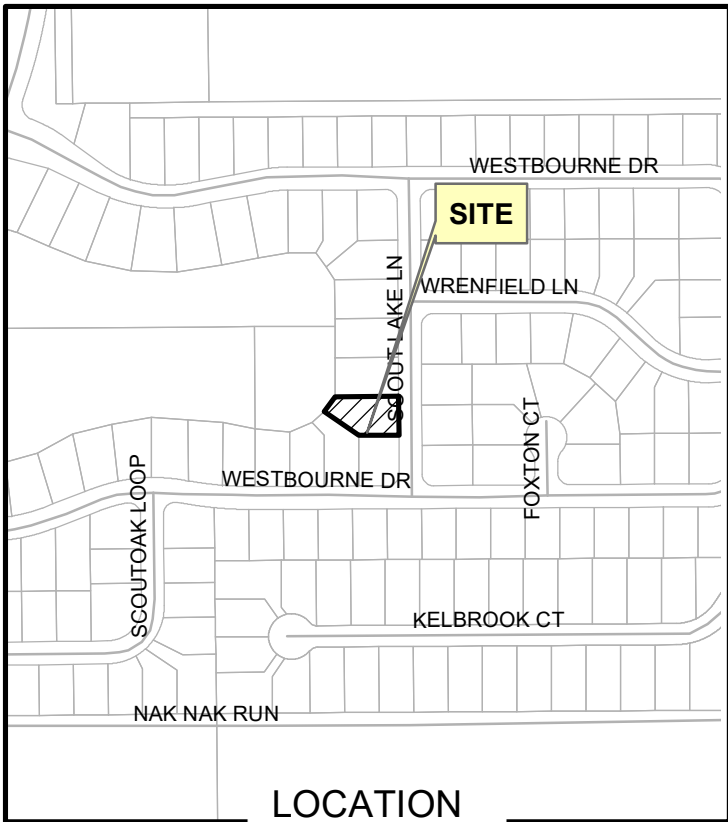 WESTBOURNE DR
SITE
SCOUT LAKE LN
WRENFIELD LN
FOXTON CT
WESTBOURNE DR
SCOUTOAK LOOP
KELBROOK CT
NAK NAK RUN
LOCATION